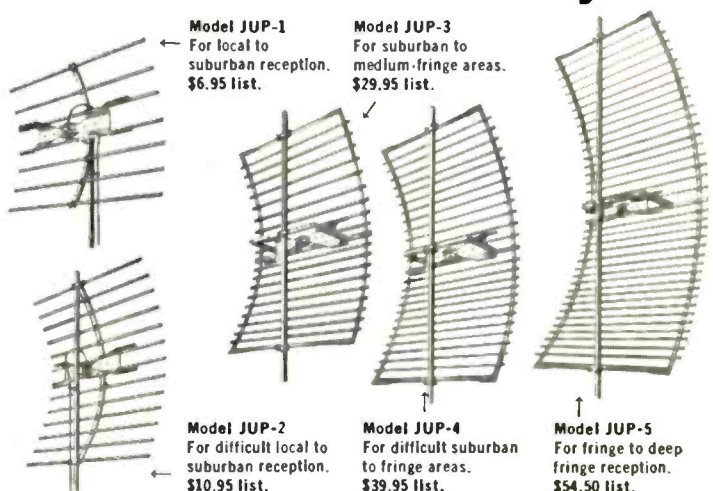 Model JUP-1
For local to
suburban reception.
$6.95 list.
Model JUP-3
For suburban to
medium-fringe areas.
$29.95 list.
Model JUP-2
For difficult local to
suburban reception.
$10.95 list.
Model JUP-4
For difficult suburban
to fringe areas.
$39.95 list.
Model JUP-5
For fringe to deep
fringe reception.
$54.50 list.